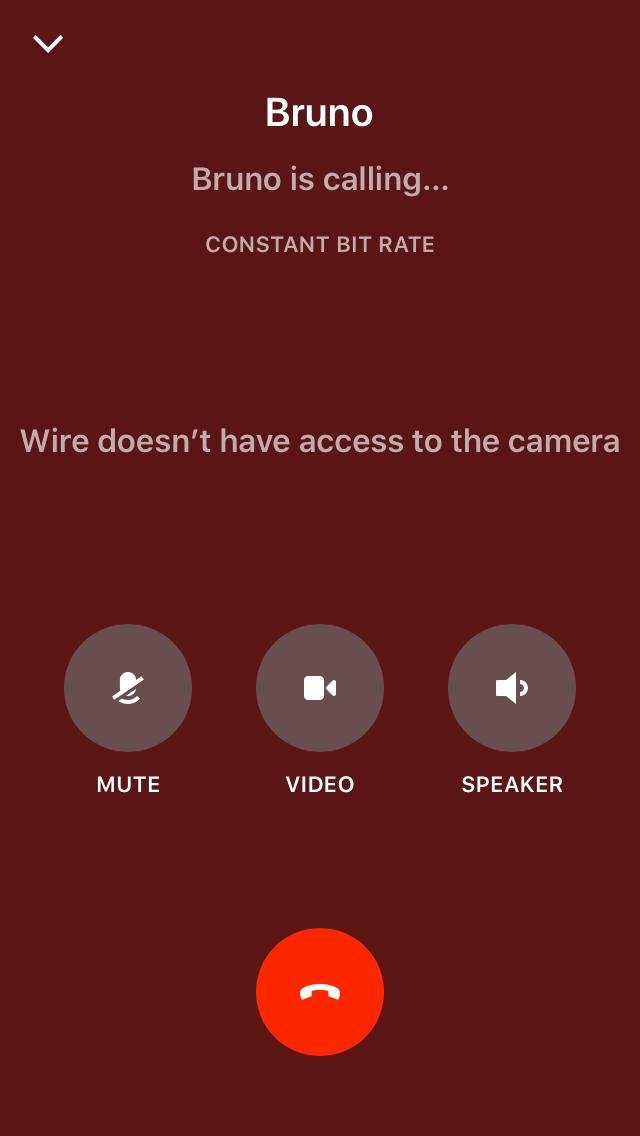 Bruno
Bruno is calling...
CONSTANT BIT RATE
Wire doesn’t have access to the camera
MUTE
VIDEO
SPEAKER